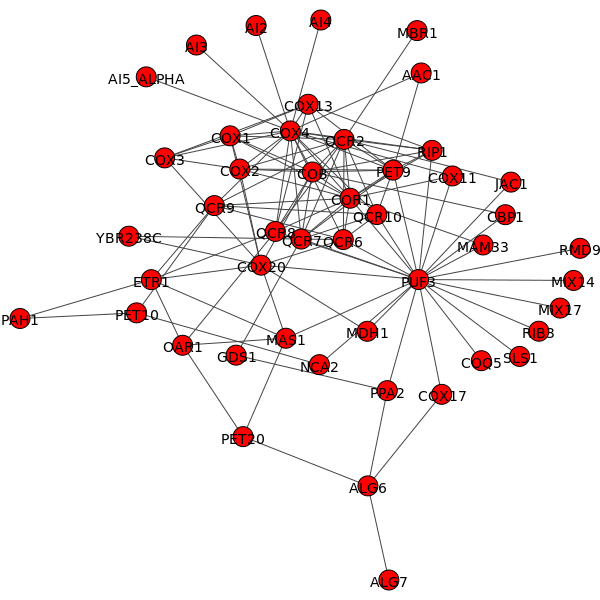 AI4
AI2
MBR1
AI3
AAC1
AI5_ALPHA
COX13
COX4
COX1
QCR2
RIP1
COX3
COX2
COB
PET9
COX11
JAC1
COR1
QCR9
QCR10
CBP1
YBR238C
QCR8
QCR7
QCR6
MAM33
RMD9
COX20
ETR1
PUF3
MIX14
PAH1
PET10
MIX17
MDH1
RIB3
OAR1
MAS1
GDS1
NCA2
COQ5
SLS1
PPA2
COX17
PET20
ALG6
ALG7